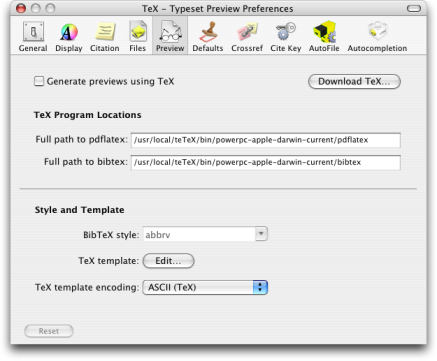 TeX – Typeset Preview Preferences
General Display Citation Files Preview Defaults Crossref Cite Key AutoFile Autocompletion
Generate previews using TeX Download TeX...
TeX Program Locations
Full path to pdflatex: /usr/local/teTeX/bin/powerpc-apple-darwin-current/pdflatex
Full path to bibtex: /usr/local/teTeX/bin/powerpc-apple-darwin-current/bibtex
Style and Template
BibTeX style: abbrv
TeX template: Edit...
TeX template encoding: ASCII (TeX)
Reset